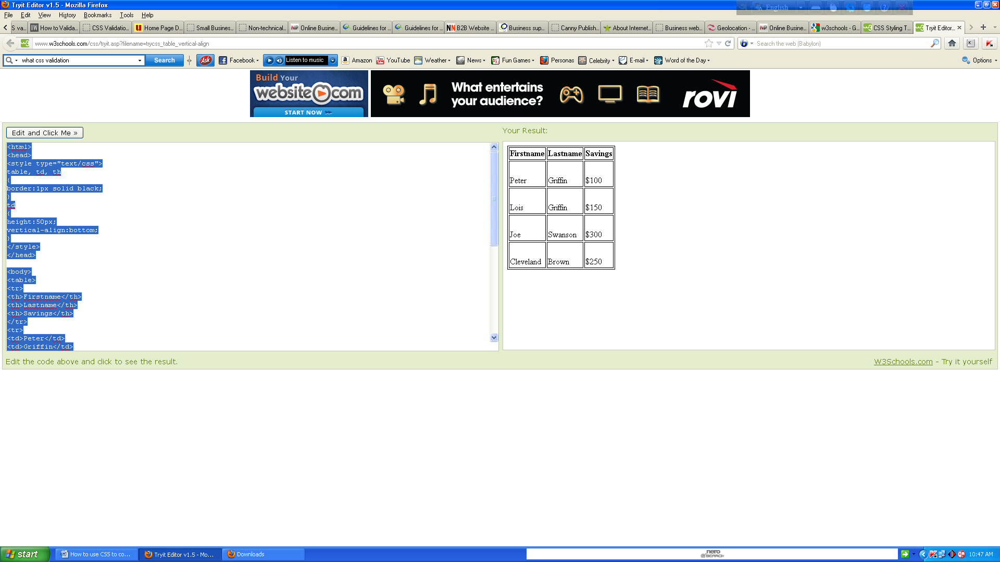 Tryit Editor v1.5 - Mozilla Firefox
English
File Edit View History Bookmarks Tools Help
S va... How to Valida... CSS Validatio... Home Page D... Small Business... Non-technical... Online Busine... Guidelines for ... Guidelines for ... B2B Website ... Business sup... Canny Publish... About Internet... Business web... Geolocation - ... Online Busine... w3schools - G... CSS Styling T... Tryit Editor...
www.w3schools.com/css/tryit.asp?filename=trycss_table_vertical-align Search the web (Babylon)
what css validation Search Ask Facebook Listen to music Amazon YouTube Weather News Fun Games Personas Celebrity E-mail Word of the Day Options
Build Your
website.com
START NOW
What entertains
your audience?
rovi
Edit and Click Me »
Your Result:
<html>
<head>
<style type="text/css">
table, td, th
{
border:1px solid black;
}
td
{
height:50px;
vertical-align:bottom;
}
</style>
</head>
<body>
<table>
<tr>
<th>Firstname</th>
<th>Lastname</th>
<th>Savings</th>
</tr>
<tr>
<td>Peter</td>
<td>Griffin</td>
Firstname Lastname Savings
Peter Griffin $100
Lois Griffin $150
Joe Swanson $300
Cleveland Brown $250
Edit the code above and click to see the result.
W3Schools.com - Try it yourself
start How to use CSS to co... Tryit Editor v1.5 - Mo... Downloads nero SEARCH 10:47 AM